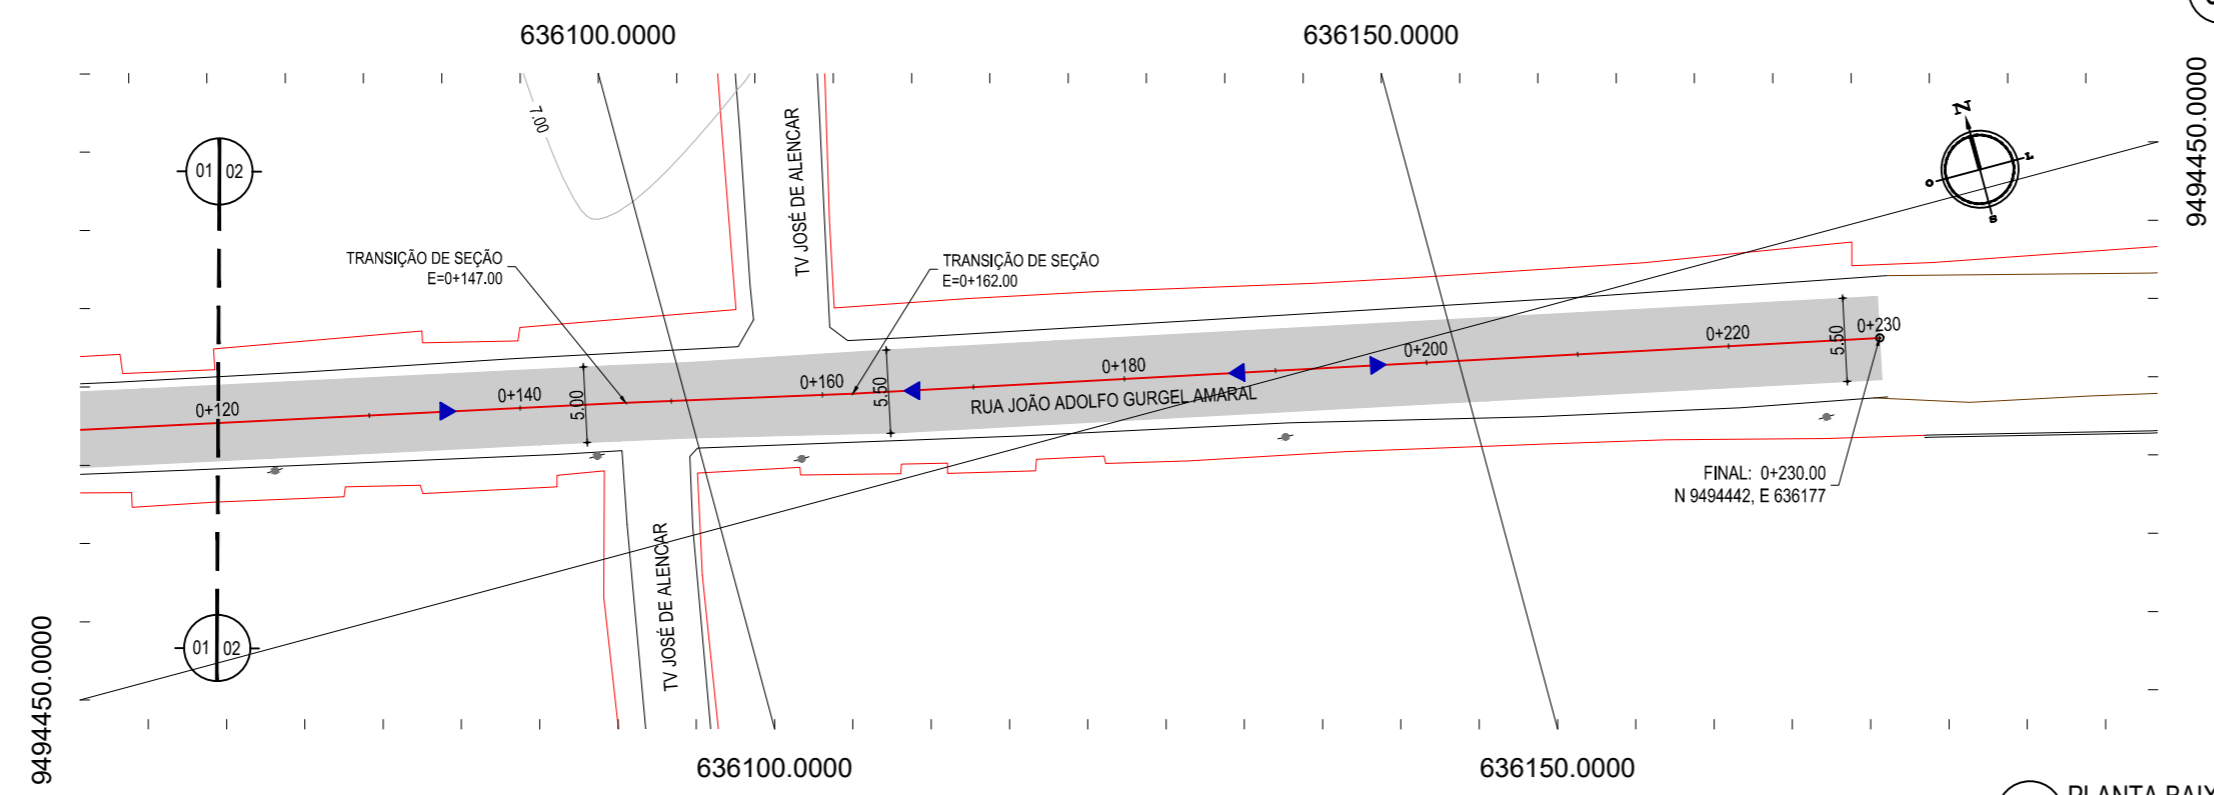 636100.0000
636150.0000
9494450.0000
7.00
TV JOSÉ DE ALENCAR
N
L
O
S
01 02
TRANSIÇÃO DE SEÇÃO
E=0+147.00
TRANSIÇÃO DE SEÇÃO
E=0+162.00
0+120
0+140
5.00
0+160
5.50
0+180
0+200
0+220
5.50
0+230
RUA JOÃO ADOLFO GURGEL AMARAL
FINAL: 0+230.00
N 9494442, E 636177
TV JOSÉ DE ALENCAR
01 02
9494450.0000
636100.0000
636150.0000